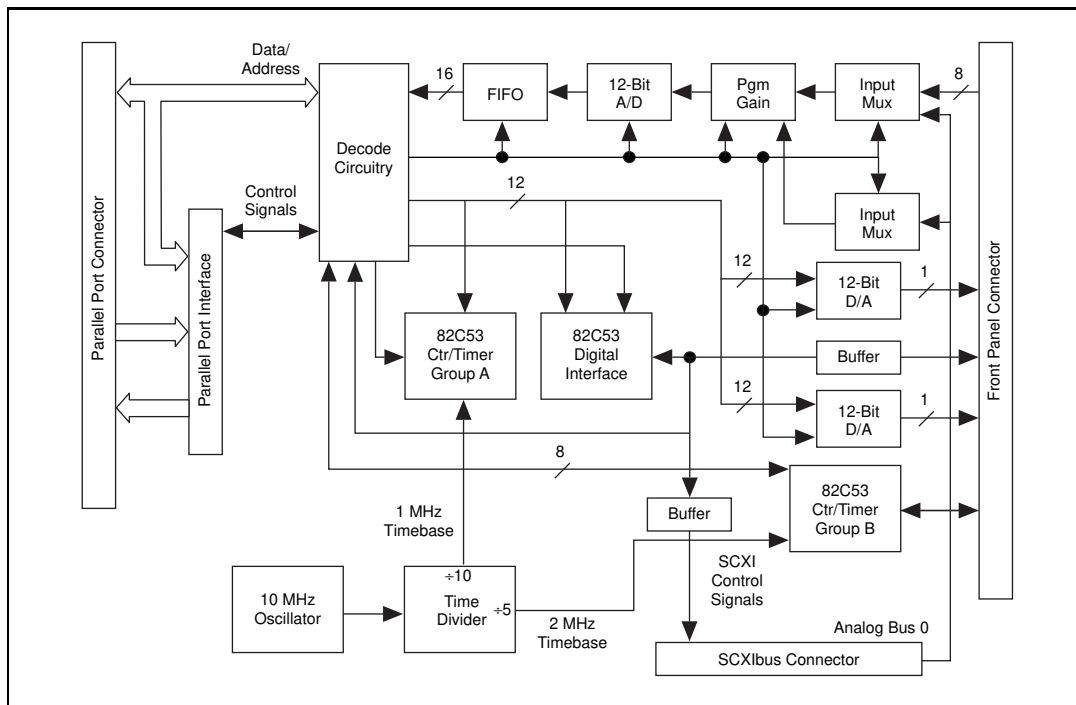 Data/
Address
Parallel Port Connector
Parallel Port Interface
Control
Signals
Decode
Circuitry
16
FIFO
12-Bit
A/D
Pgm
Gain
Input
Mux
8
Input
Mux
12
82C53
Ctr/Timer
Group A
82C53
Digital
Interface
12
12-Bit
D/A
1
Buffer
12
12-Bit
D/A
1
Front Panel Connector
8
82C53
Ctr/Timer
Group B
Buffer
1 MHz
Timebase
SCXI
Control
Signals
10 MHz
Oscillator
÷10
Time
Divider
÷5
2 MHz
Timebase
Analog Bus 0
SCXIbus Connector